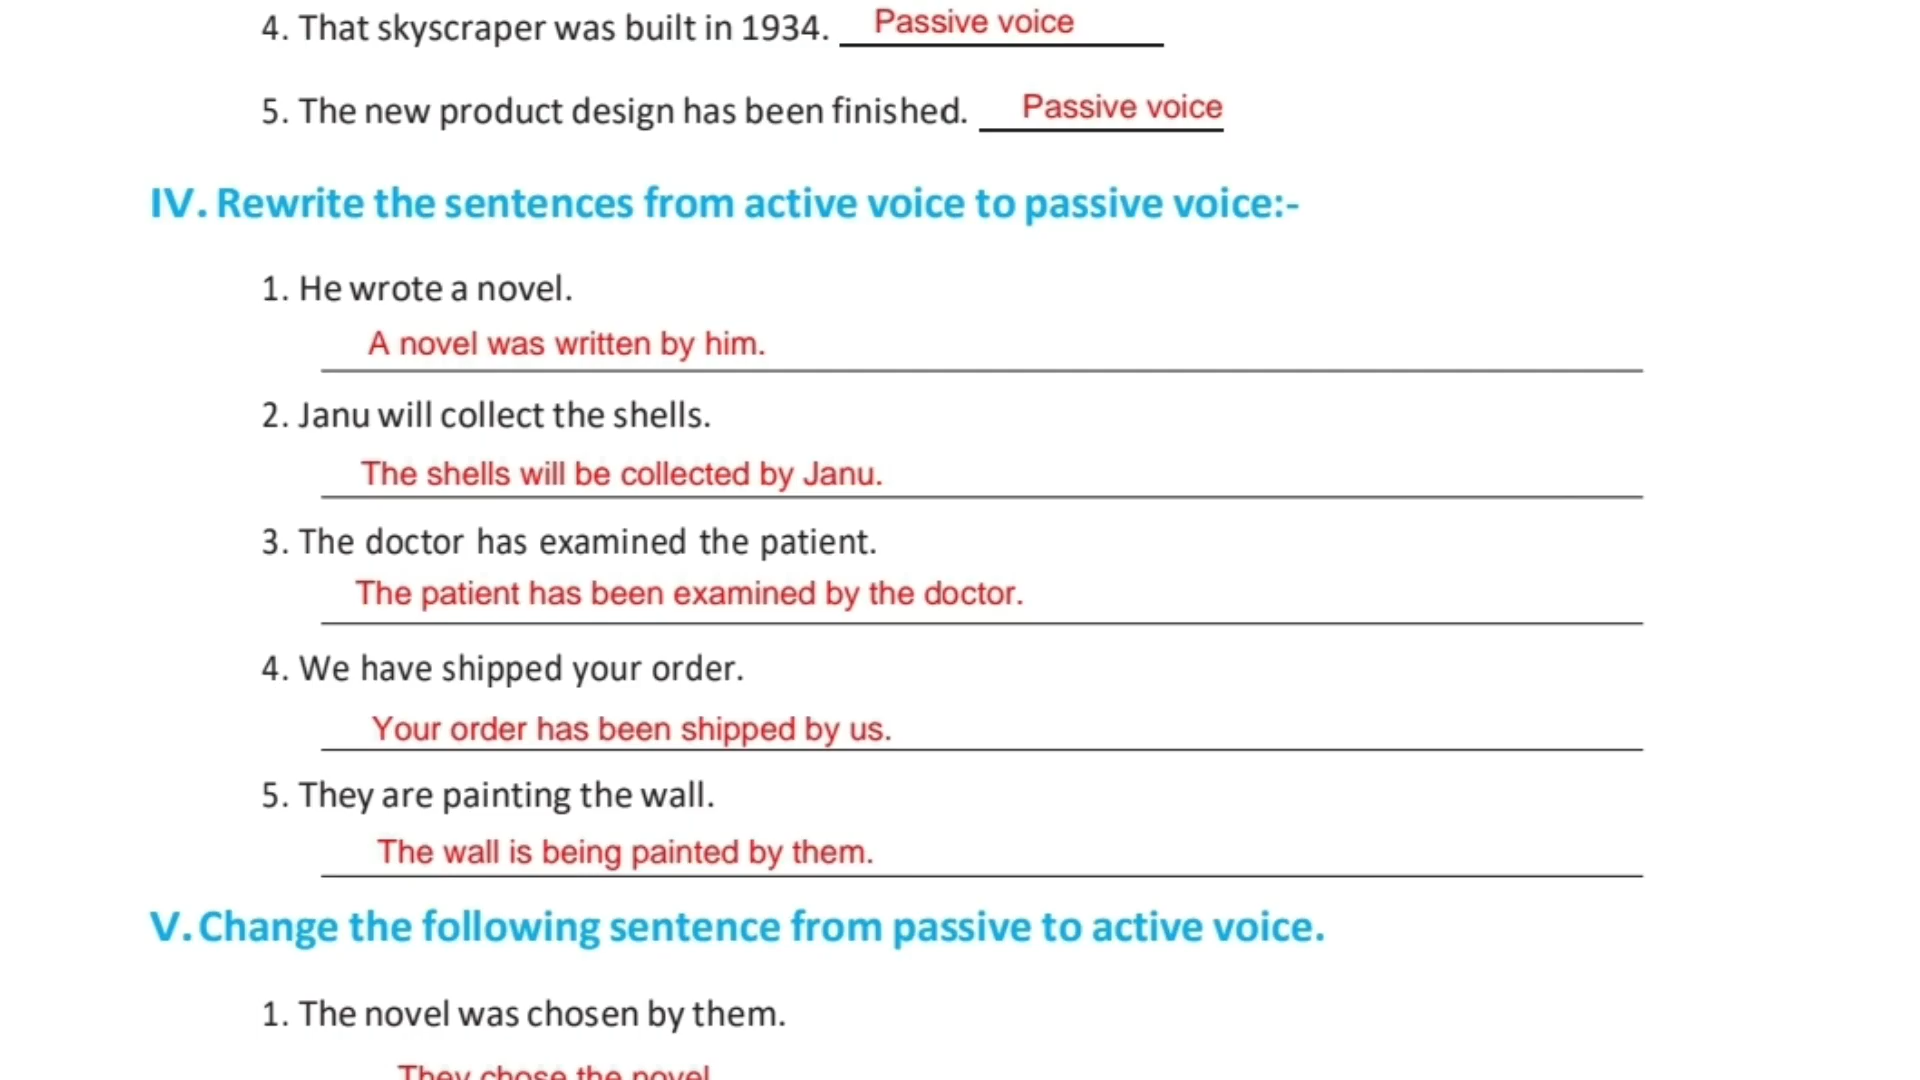 4. That skyscraper was built in 1934. Passive voice
5. The new product design has been finished. Passive voice
IV. Rewrite the sentences from active voice to passive voice:-
1. He wrote a novel.
A novel was written by him.
2. Janu will collect the shells.
The shells will be collected by Janu.
3. The doctor has examined the patient.
The patient has been examined by the doctor.
4. We have shipped your order.
Your order has been shipped by us.
5. They are painting the wall.
The wall is being painted by them.
V. Change the following sentence from passive to active voice.
1. The novel was chosen by them.
They chose the novel